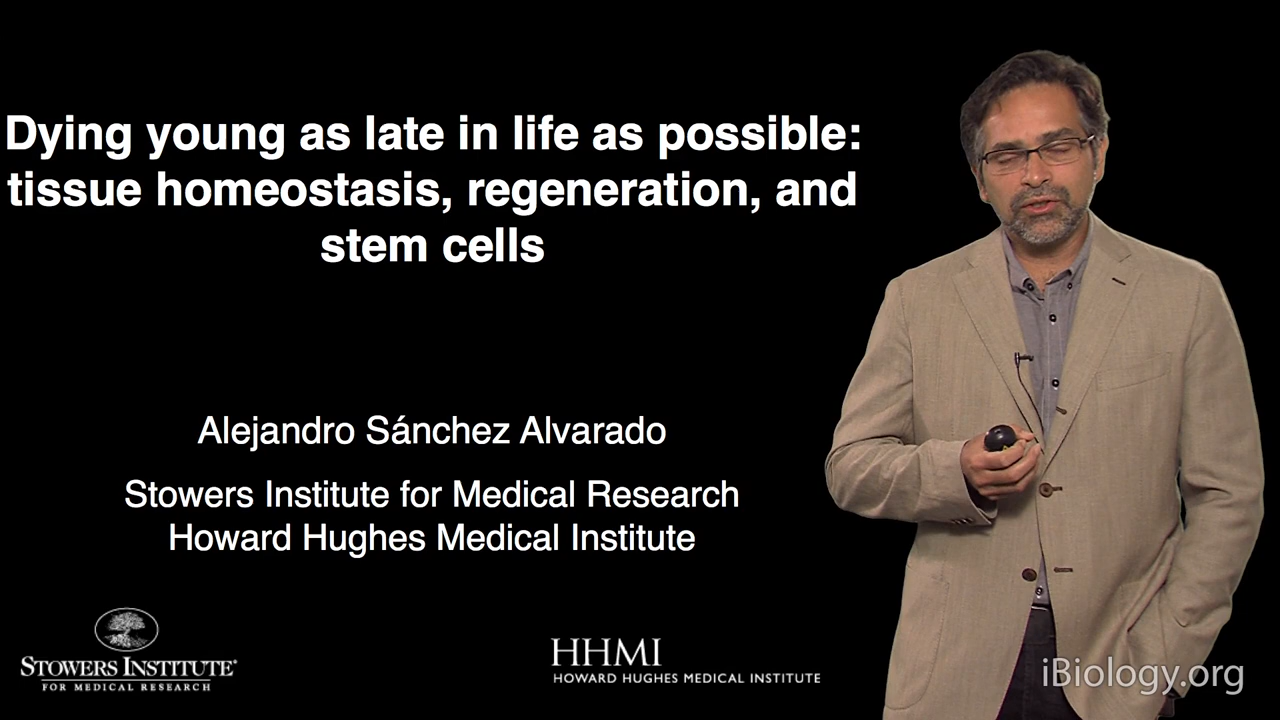 Dying young as late in life as possible:
tissue homeostasis, regeneration, and
stem cells
Alejandro Sánchez Alvarado
Stowers Institute for Medical Research
Howard Hughes Medical Institute
STOWERS INSTITUTE®
FOR MEDICAL RESEARCH
HHMI
HOWARD HUGHES MEDICAL INSTITUTE
iBiology.org